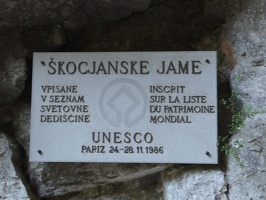 ŠKOCJANSKE JAME
VPISANE
V SEZNAM
SVETOVNE
DEDIŠČINE
INSCRIT
SUR LA LISTE
DU PATRIMOINE
MONDIAL
UNESCO
PARIZ 24.-28.11.1986